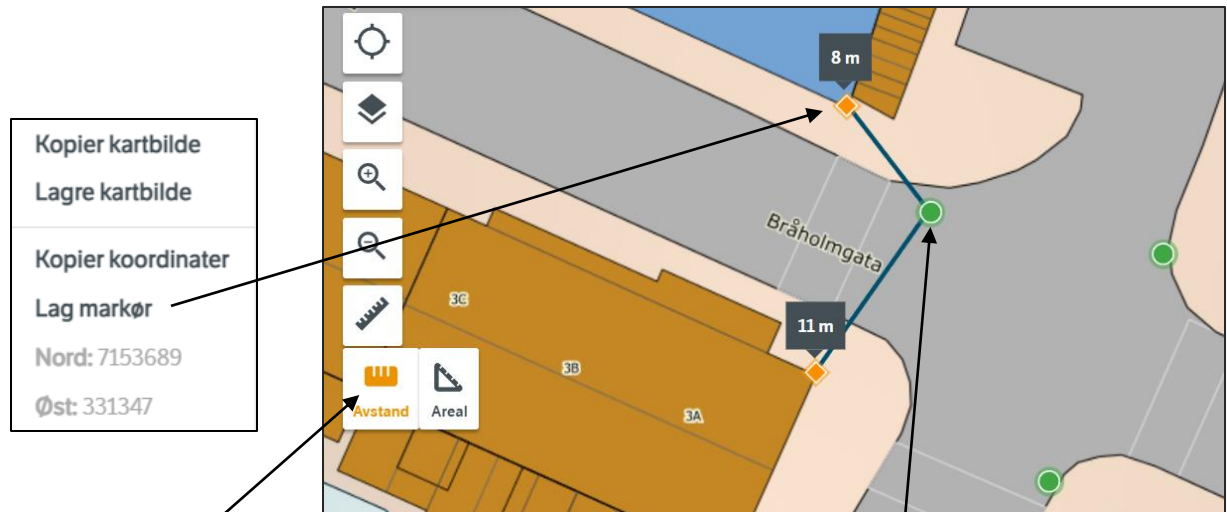 Kopier kartbilde
Lagre kartbilde
Kopier koordinater
Lag markør
Nord: 7153689
Øst: 331347
8 m
Bråholmgata
3C
11 m
3B
Avstand
Areal
3A